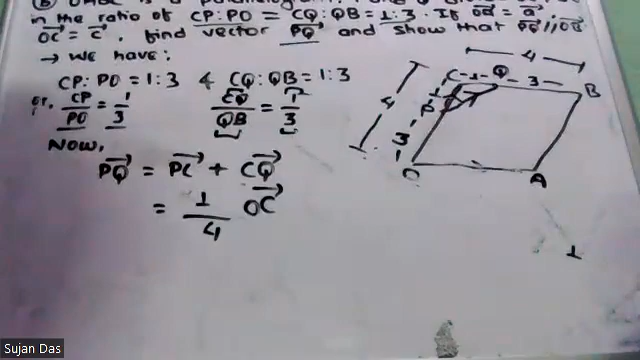 in the ratio of CP:PO = CQ:QB = 1:3. If OA = a,
OC = c, find vector PQ and show that PQ // OB
→ We have:
CP:PO = 1:3 & CQ:QB = 1:3
or, CP/PO = 1/3 CQ/QB = 1/3
Now,
PQ = PC + CQ
= 1/4 OC
4
C 1 Q 3 B
4
1
P
3
O A
1
Sujan Das